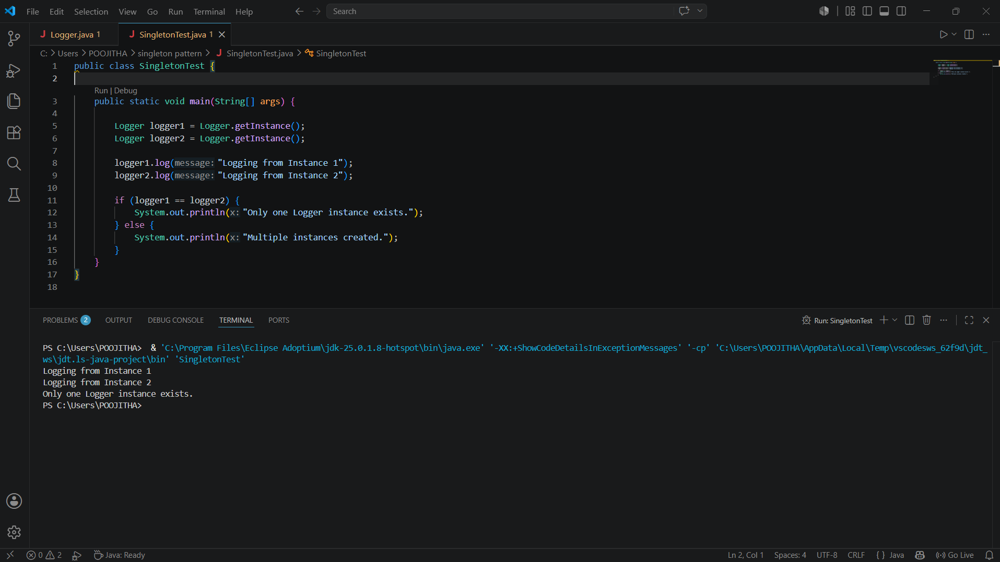 File Edit Selection View Go Run Terminal Help Search
Logger.java 1 SingletonTest.java 1
C: > Users > POOJITHA > singleton pattern > SingletonTest.java > SingletonTest
1 public class SingletonTest {
2
Run | Debug
3 public static void main(String[] args) {
4
5 Logger logger1 = Logger.getInstance();
6 Logger logger2 = Logger.getInstance();
7
8 logger1.log(message: "Logging from Instance 1");
9 logger2.log(message: "Logging from Instance 2");
10
11 if (logger1 == logger2) {
12 System.out.println(x: "Only one Logger instance exists.");
13 } else {
14 System.out.println(x: "Multiple instances created.");
15 }
16 }
17 }
18
PROBLEMS 2 OUTPUT DEBUG CONSOLE TERMINAL PORTS Run: SingletonTest
PS C:\Users\POOJITHA> & 'C:\Program Files\Eclipse Adoptium\jdk-25.0.1.8-hotspot\bin\java.exe' '-XX:+ShowCodeDetailsInExceptionMessages' '-cp' 'C:\Users\POOJITHA\AppData\Local\Temp\vscodesws_62f9d\jdt_
ws\jdt.ls-java-project\bin' 'SingletonTest'
Logging from Instance 1
Logging from Instance 2
Only one Logger instance exists.
PS C:\Users\POOJITHA>
0 2 Java: Ready Ln 2, Col 1 Spaces: 4 UTF-8 CRLF { } Java Go Live